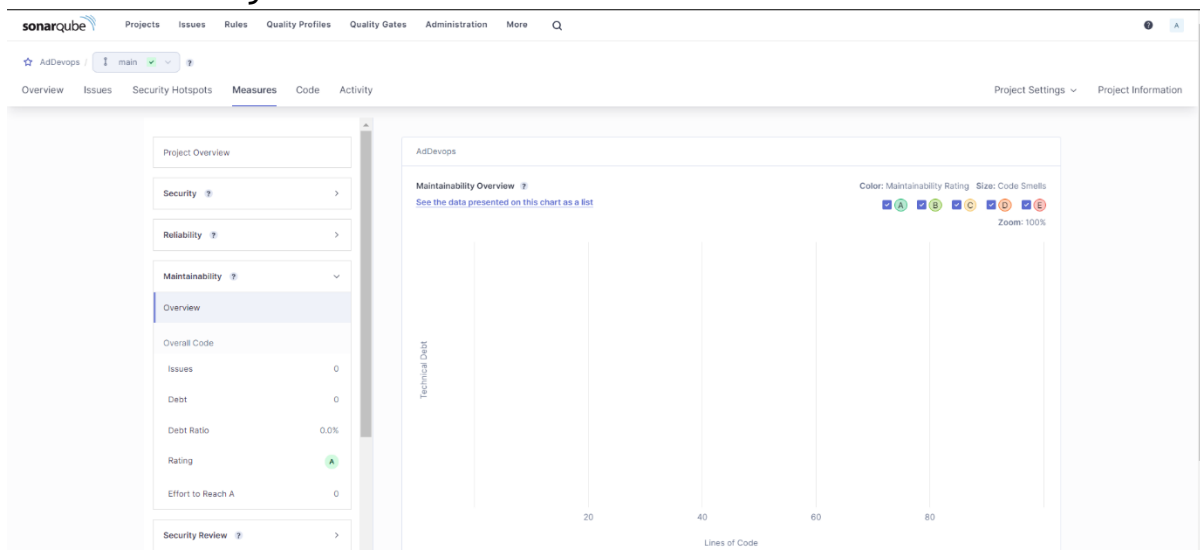 sonarqube Projects Issues Rules Quality Profiles Quality Gates Administration More ? A
AdDevops / main ?
Overview Issues Security Hotspots Measures Code Activity Project Settings Project Information
Project Overview
Security ?
Reliability ?
Maintainability ?
Overview
Overall Code
Issues 0
Debt 0
Debt Ratio 0.0%
Rating A
Effort to Reach A 0
Security Review ?
AdDevops
Maintainability Overview ? Color: Maintainability Rating Size: Code Smells
See the data presented on this chart as a list A B C D E
Zoom: 100%
Technical Debt
20 40 60 80
Lines of Code